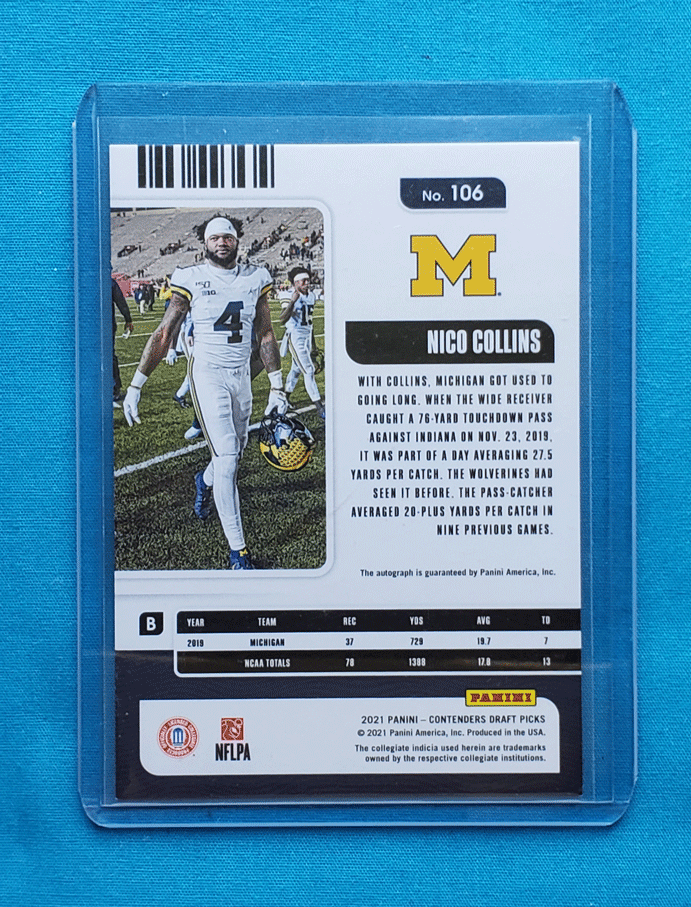 No. 106
M
NICO COLLINS
WITH COLLINS, MICHIGAN GOT USED TO
GOING LONG. WHEN THE WIDE RECEIVER
CAUGHT A 76-YARD TOUCHDOWN PASS
AGAINST INDIANA ON NOV. 23, 2019,
IT WAS PART OF A DAY AVERAGING 27.5
YARDS PER CATCH. THE WOLVERINES HAD
SEEN IT BEFORE. THE PASS-CATCHER
AVERAGED 20-PLUS YARDS PER CATCH IN
NINE PREVIOUS GAMES.
The autograph is guaranteed by Panini America, Inc.
150
4
15
B
YEAR TEAM REC YDS AVG TD
2019 MICHIGAN 37 729 19.7 7
NCAA TOTALS 78 1388 17.8 13
PANINI
2021 PANINI – CONTENDERS DRAFT PICKS
© 2021 Panini America, Inc. Produced in the USA.
The collegiate indicia used herein are trademarks
owned by the respective collegiate institutions.
NFLPA